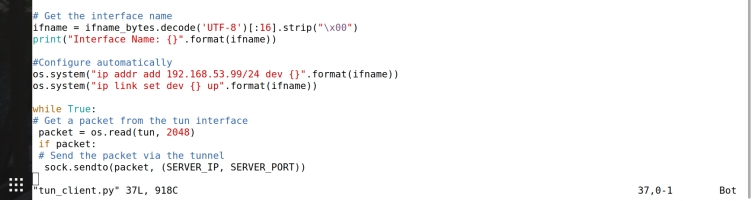 # Get the interface name
ifname = ifname_bytes.decode('UTF-8')[:16].strip("\x00")
print("Interface Name: {}".format(ifname))

#Configure automatically
os.system("ip addr add 192.168.53.99/24 dev {}".format(ifname))
os.system("ip link set dev {} up".format(ifname))

while True:
# Get a packet from the tun interface
 packet = os.read(tun, 2048)
 if packet:
 # Send the packet via the tunnel
  sock.sendto(packet, (SERVER_IP, SERVER_PORT))

"tun_client.py" 37L, 918C 37,0-1 Bot